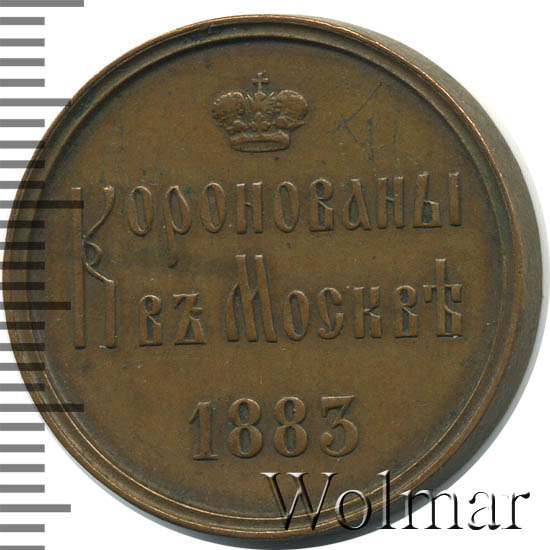 Коронованы
въ Москвѣ
1883
Wolmar